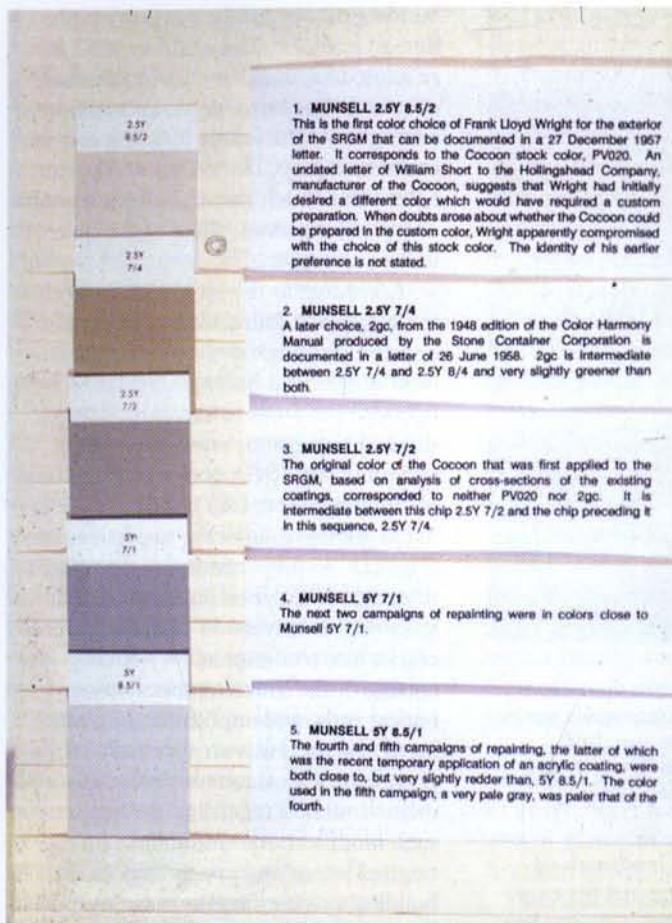 2.5Y
8.5/2
1. MUNSELL 2.5Y 8.5/2
This is the first color choice of Frank Lloyd Wright for the exterior
of the SRGM that can be documented in a 27 December 1957
letter. It corresponds to the Cocoon stock color, PV020. An
undated letter of William Short to the Hollingshead Company,
manufacturer of the Cocoon, suggests that Wright had initially
desired a different color which would have required a custom
preparation. When doubts arose about whether the Cocoon could
be prepared in the custom color, Wright apparently compromised
with the choice of this stock color. The identity of his earlier
preference is not stated.
2.5Y
7/4
2. MUNSELL 2.5Y 7/4
A later choice, 2gc, from the 1948 edition of the Color Harmony
Manual produced by the Stone Container Corporation is
documented in a letter of 26 June 1958. 2gc is intermediate
between 2.5Y 7/4 and 2.5Y 8/4 and very slightly greener than
both.
2.5Y
7/2
3. MUNSELL 2.5Y 7/2
The original color of the Cocoon that was first applied to the
SRGM, based on analysis of cross-sections of the existing
coatings, corresponded to neither PV020 nor 2gc. It is
intermediate between this chip 2.5Y 7/2 and the chip preceding it
in this sequence, 2.5Y 7/4.
5Y
7/1
4. MUNSELL 5Y 7/1
The next two campaigns of repainting were in colors close to
Munsell 5Y 7/1.
5Y
8.5/1
5. MUNSELL 5Y 8.5/1
The fourth and fifth campaigns of repainting, the latter of which
was the recent temporary application of an acrylic coating, were
both close to, but very slightly redder than, 5Y 8.5/1. The color
used in the fifth campaign, a very pale gray, was paler that of the
fourth.